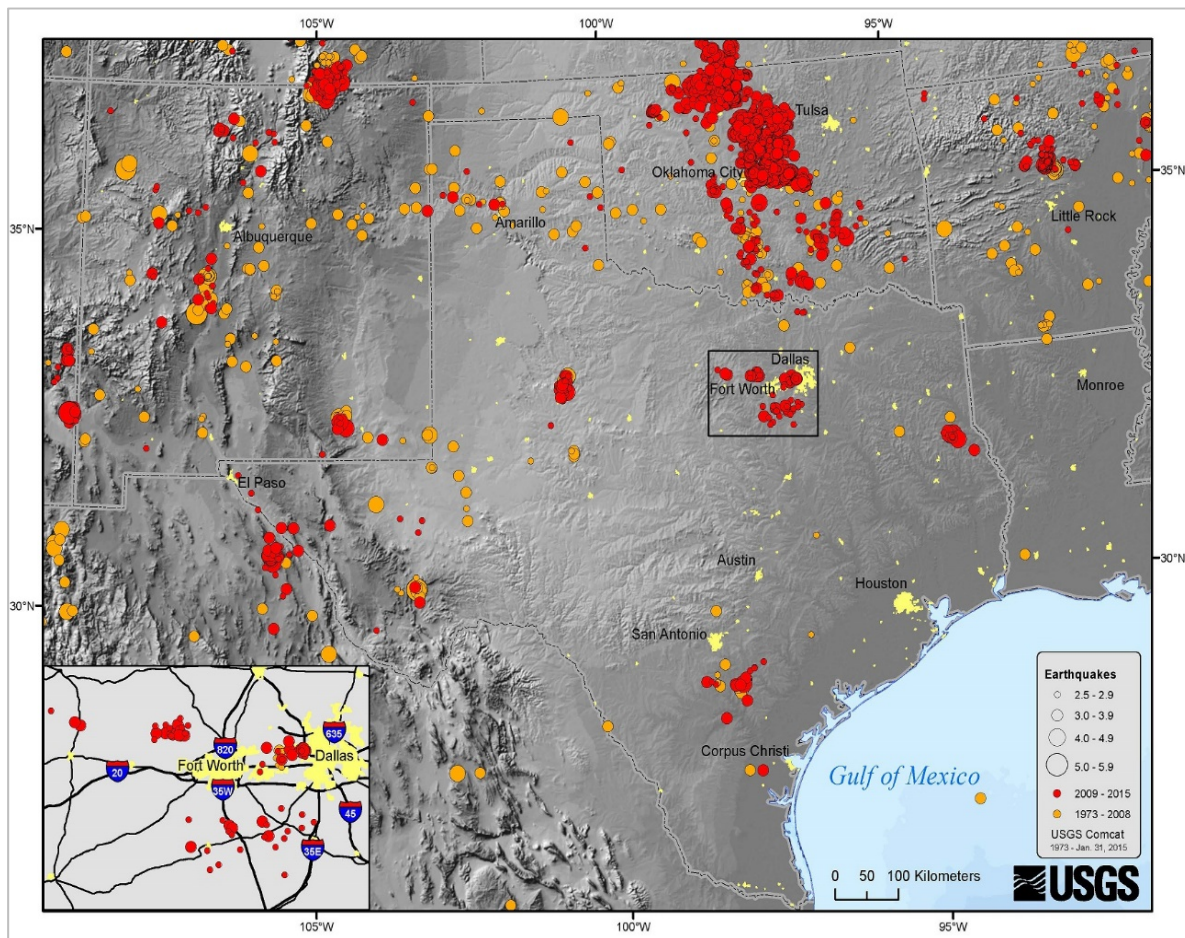 105°W
100°W
95°W
Tulsa
35°N
Oklahoma City
Amarillo
Little Rock
35°N
Albuquerque
Dallas
Fort Worth
Monroe
El Paso
Austin
Houston
30°N
30°N
San Antonio
Corpus Christi
Gulf of Mexico
Earthquakes
2.5 - 2.9
3.0 - 3.9
4.0 - 4.9
5.0 - 5.9
2009 - 2015
1973 - 2008
USGS Comcat
1973 - Jan. 31, 2015
635
820
Dallas
Fort Worth
20
35W
45
35E
0 50 100 Kilometers
USGS
105°W
100°W
95°W